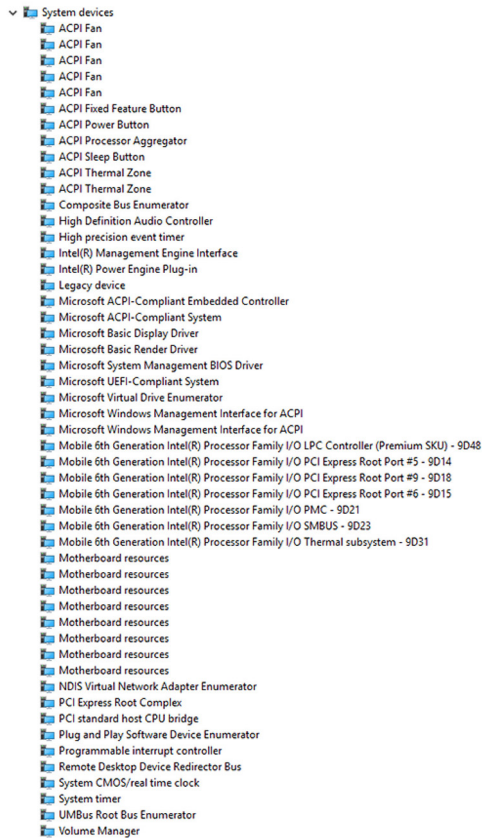 System devices
ACPI Fan
ACPI Fan
ACPI Fan
ACPI Fan
ACPI Fan
ACPI Fixed Feature Button
ACPI Power Button
ACPI Processor Aggregator
ACPI Sleep Button
ACPI Thermal Zone
ACPI Thermal Zone
Composite Bus Enumerator
High Definition Audio Controller
High precision event timer
Intel(R) Management Engine Interface
Intel(R) Power Engine Plug-in
Legacy device
Microsoft ACPI-Compliant Embedded Controller
Microsoft ACPI-Compliant System
Microsoft Basic Display Driver
Microsoft Basic Render Driver
Microsoft System Management BIOS Driver
Microsoft UEFI-Compliant System
Microsoft Virtual Drive Enumerator
Microsoft Windows Management Interface for ACPI
Microsoft Windows Management Interface for ACPI
Mobile 6th Generation Intel(R) Processor Family I/O LPC Controller (Premium SKU) - 9D48
Mobile 6th Generation Intel(R) Processor Family I/O PCI Express Root Port #5 - 9D14
Mobile 6th Generation Intel(R) Processor Family I/O PCI Express Root Port #9 - 9D18
Mobile 6th Generation Intel(R) Processor Family I/O PCI Express Root Port #6 - 9D15
Mobile 6th Generation Intel(R) Processor Family I/O PMC - 9D21
Mobile 6th Generation Intel(R) Processor Family I/O SMBUS - 9D23
Mobile 6th Generation Intel(R) Processor Family I/O Thermal subsystem - 9D31
Motherboard resources
Motherboard resources
Motherboard resources
Motherboard resources
Motherboard resources
Motherboard resources
Motherboard resources
Motherboard resources
NDIS Virtual Network Adapter Enumerator
PCI Express Root Complex
PCI standard host CPU bridge
Plug and Play Software Device Enumerator
Programmable interrupt controller
Remote Desktop Device Redirector Bus
System CMOS/real time clock
System timer
UMBus Root Bus Enumerator
Volume Manager